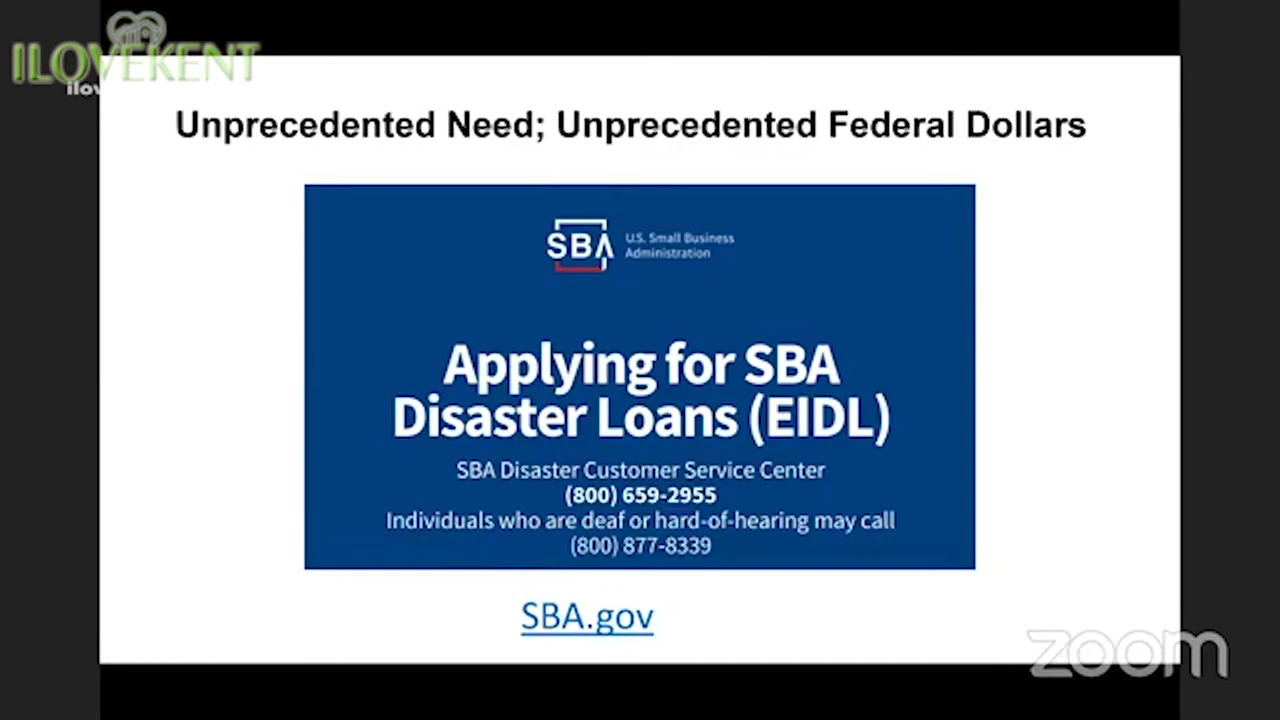 ILOVEKENT
ilov
Unprecedented Need; Unprecedented Federal Dollars
SBA
U.S. Small Business
Administration
Applying for SBA
Disaster Loans (EIDL)
SBA Disaster Customer Service Center
(800) 659-2955
Individuals who are deaf or hard-of-hearing may call
(800) 877-8339
SBA.gov
zoom